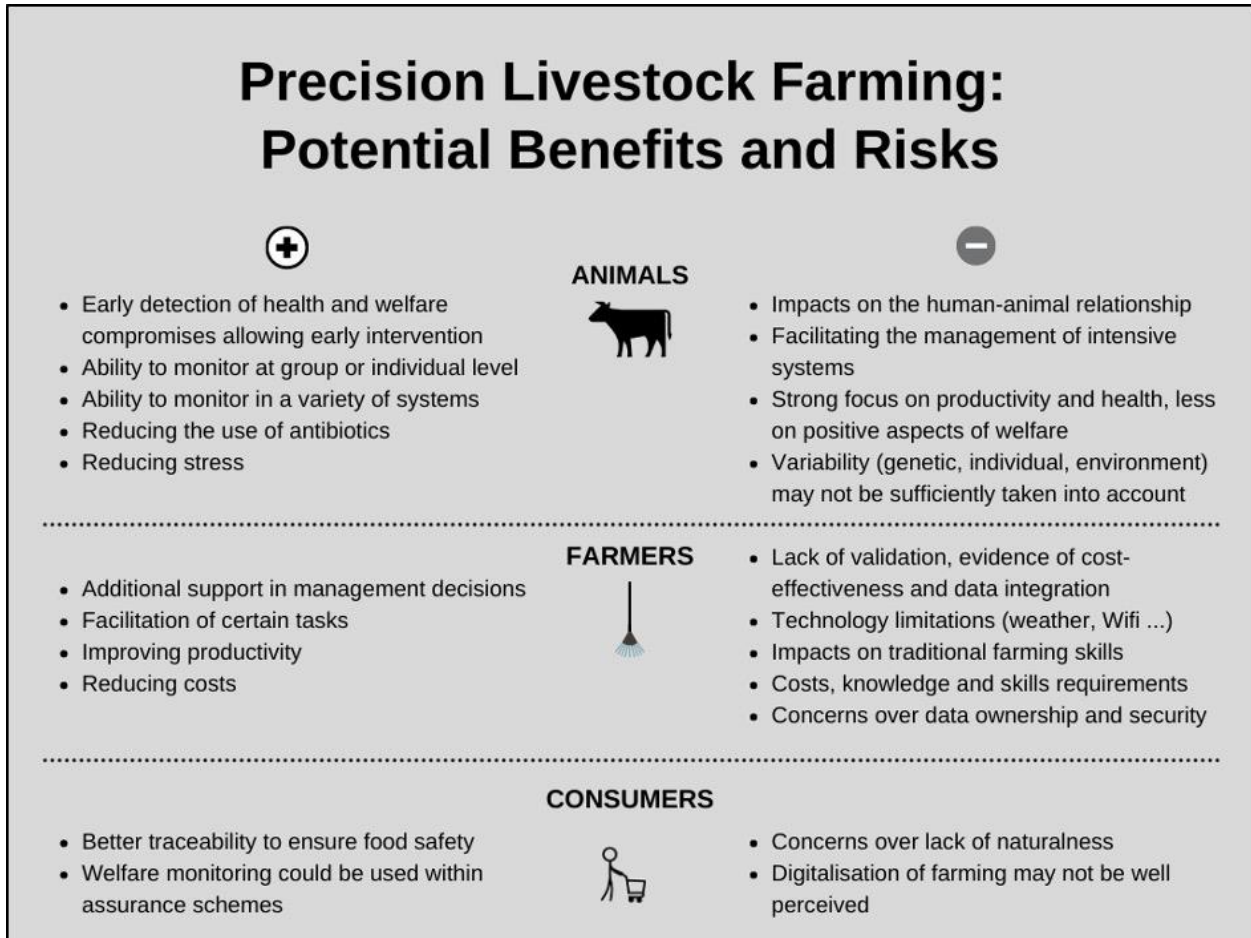 Precision Livestock Farming:
Potential Benefits and Risks
ANIMALS
• Early detection of health and welfare
compromises allowing early intervention
• Ability to monitor at group or individual level
• Ability to monitor in a variety of systems
• Reducing the use of antibiotics
• Reducing stress
• Impacts on the human-animal relationship
• Facilitating the management of intensive
systems
• Strong focus on productivity and health, less
on positive aspects of welfare
• Variability (genetic, individual, environment)
may not be sufficiently taken into account
FARMERS
• Additional support in management decisions
• Facilitation of certain tasks
• Improving productivity
• Reducing costs
• Lack of validation, evidence of cost-
effectiveness and data integration
• Technology limitations (weather, Wifi ...)
• Impacts on traditional farming skills
• Costs, knowledge and skills requirements
• Concerns over data ownership and security
CONSUMERS
• Better traceability to ensure food safety
• Welfare monitoring could be used within
assurance schemes
• Concerns over lack of naturalness
• Digitalisation of farming may not be well
perceived